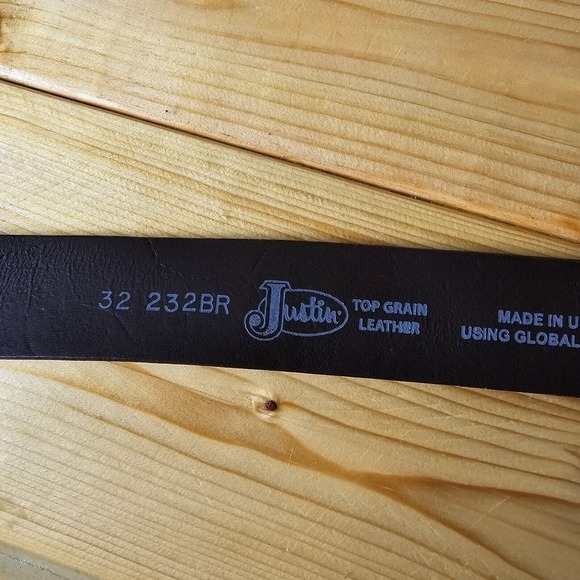 32 232BR
Justin®
TOP GRAIN
LEATHER
MADE IN U
USING GLOBAL